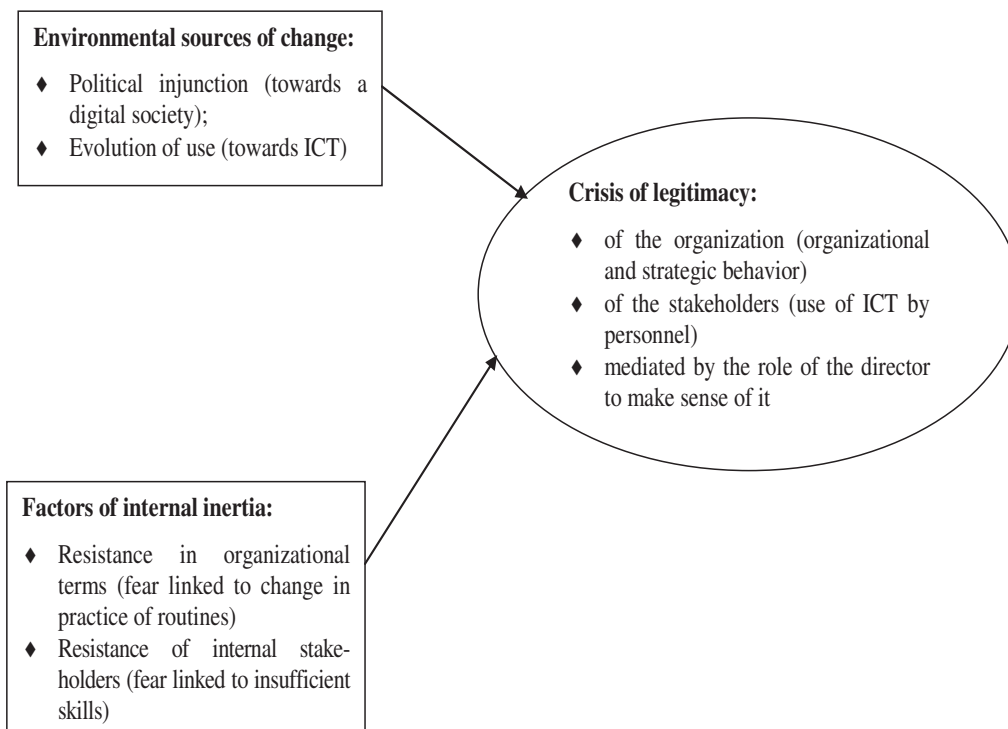 Environmental sources of change:
♦ Political injunction (towards a
digital society);
♦ Evolution of use (towards ICT)
Crisis of legitimacy:
♦ of the organization (organizational
and strategic behavior)
♦ of the stakeholders (use of ICT by
personnel)
♦ mediated by the role of the director
to make sense of it
Factors of internal inertia:
♦ Resistance in organizational
terms (fear linked to change in
practice of routines)
♦ Resistance of internal stake-
holders (fear linked to insufficient
skills)